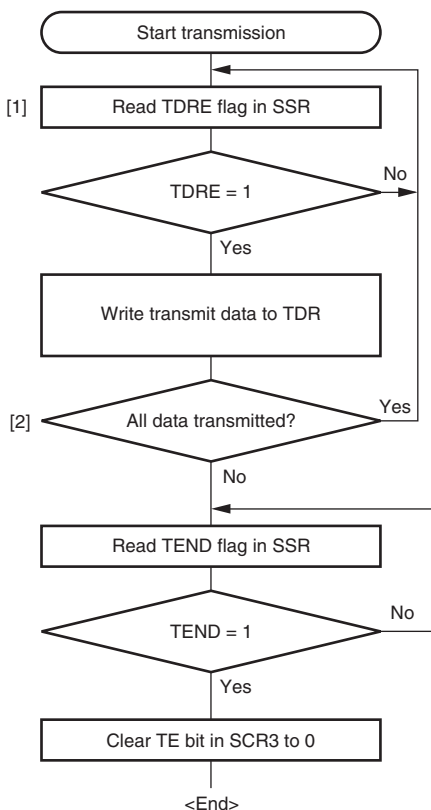 Start transmission
[1] Read TDRE flag in SSR
TDRE = 1
No
Yes
Write transmit data to TDR
[2] All data transmitted?
Yes
No
Read TEND flag in SSR
TEND = 1
No
Yes
Clear TE bit in SCR3 to 0
<End>